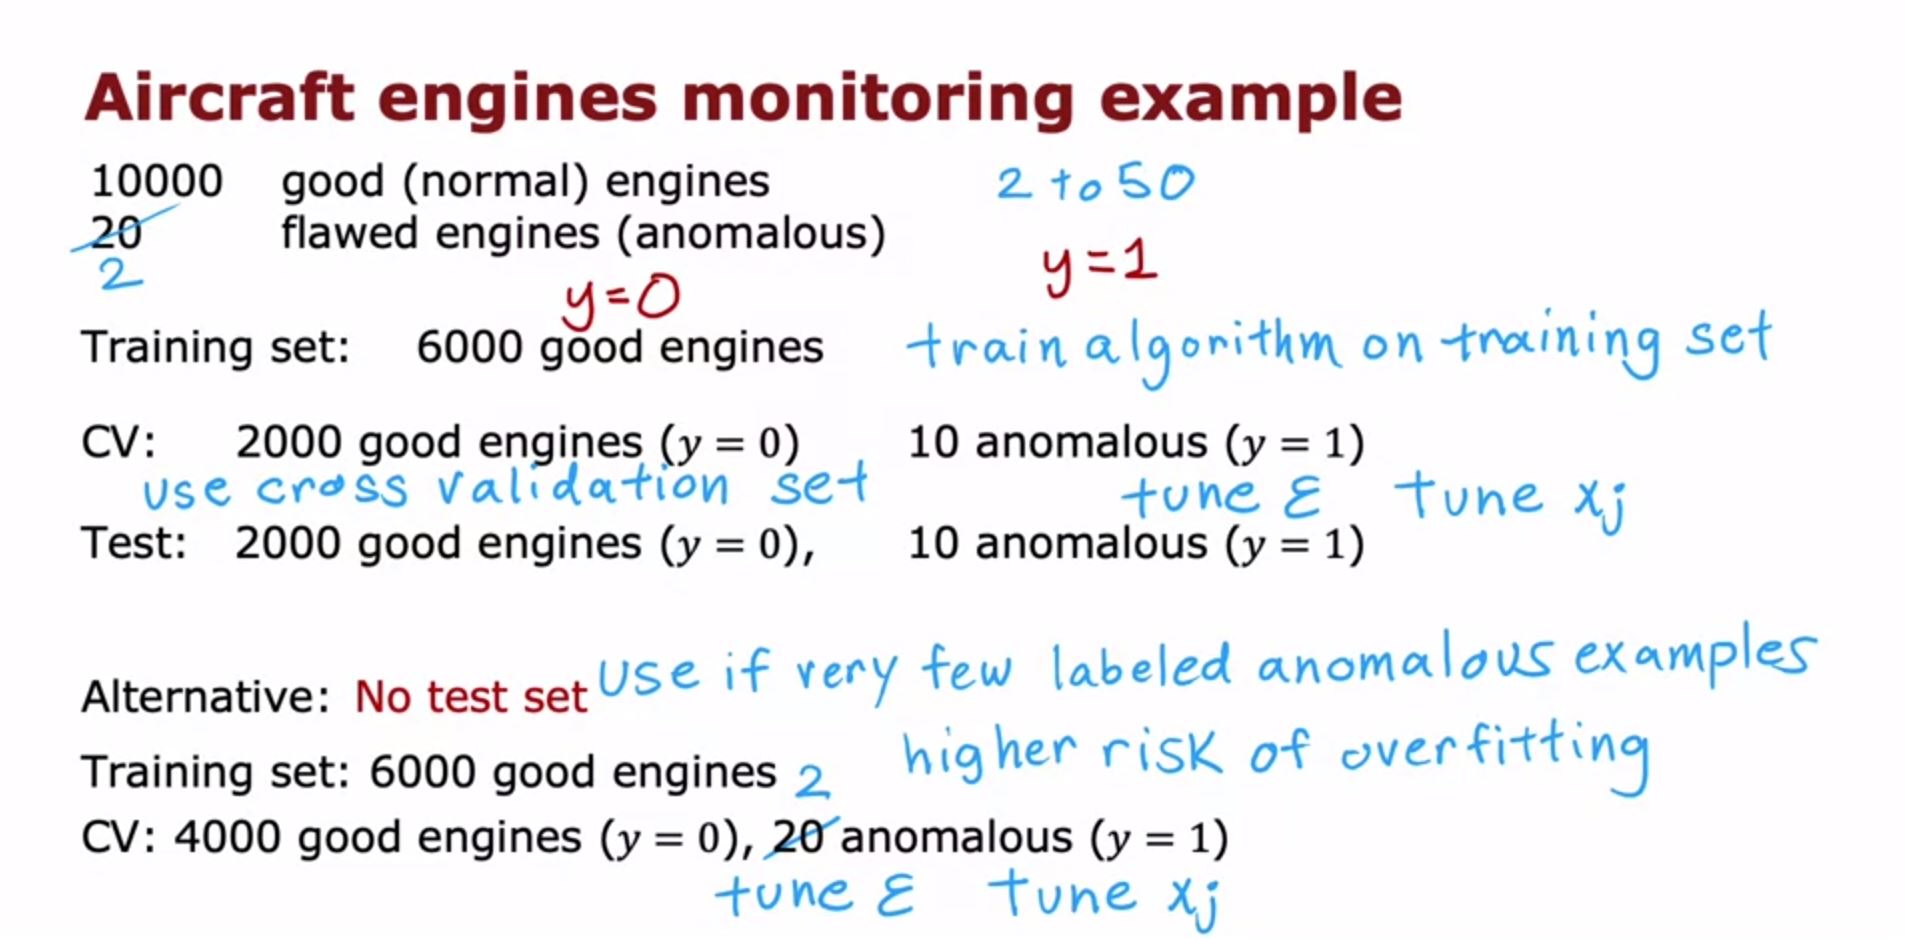 Aircraft engines monitoring example
10000 good (normal) engines 2 to 50
20 flawed engines (anomalous)
2 y=0 y=1
Training set: 6000 good engines train algorithm on training set
CV: 2000 good engines (y = 0) 10 anomalous (y = 1)
use cross validation set tune ε tune xj
Test: 2000 good engines (y = 0), 10 anomalous (y = 1)
Alternative: No test set Use if very few labeled anomalous examples
higher risk of overfitting
Training set: 6000 good engines 2
CV: 4000 good engines (y = 0), 20 anomalous (y = 1)
tune ε tune xj